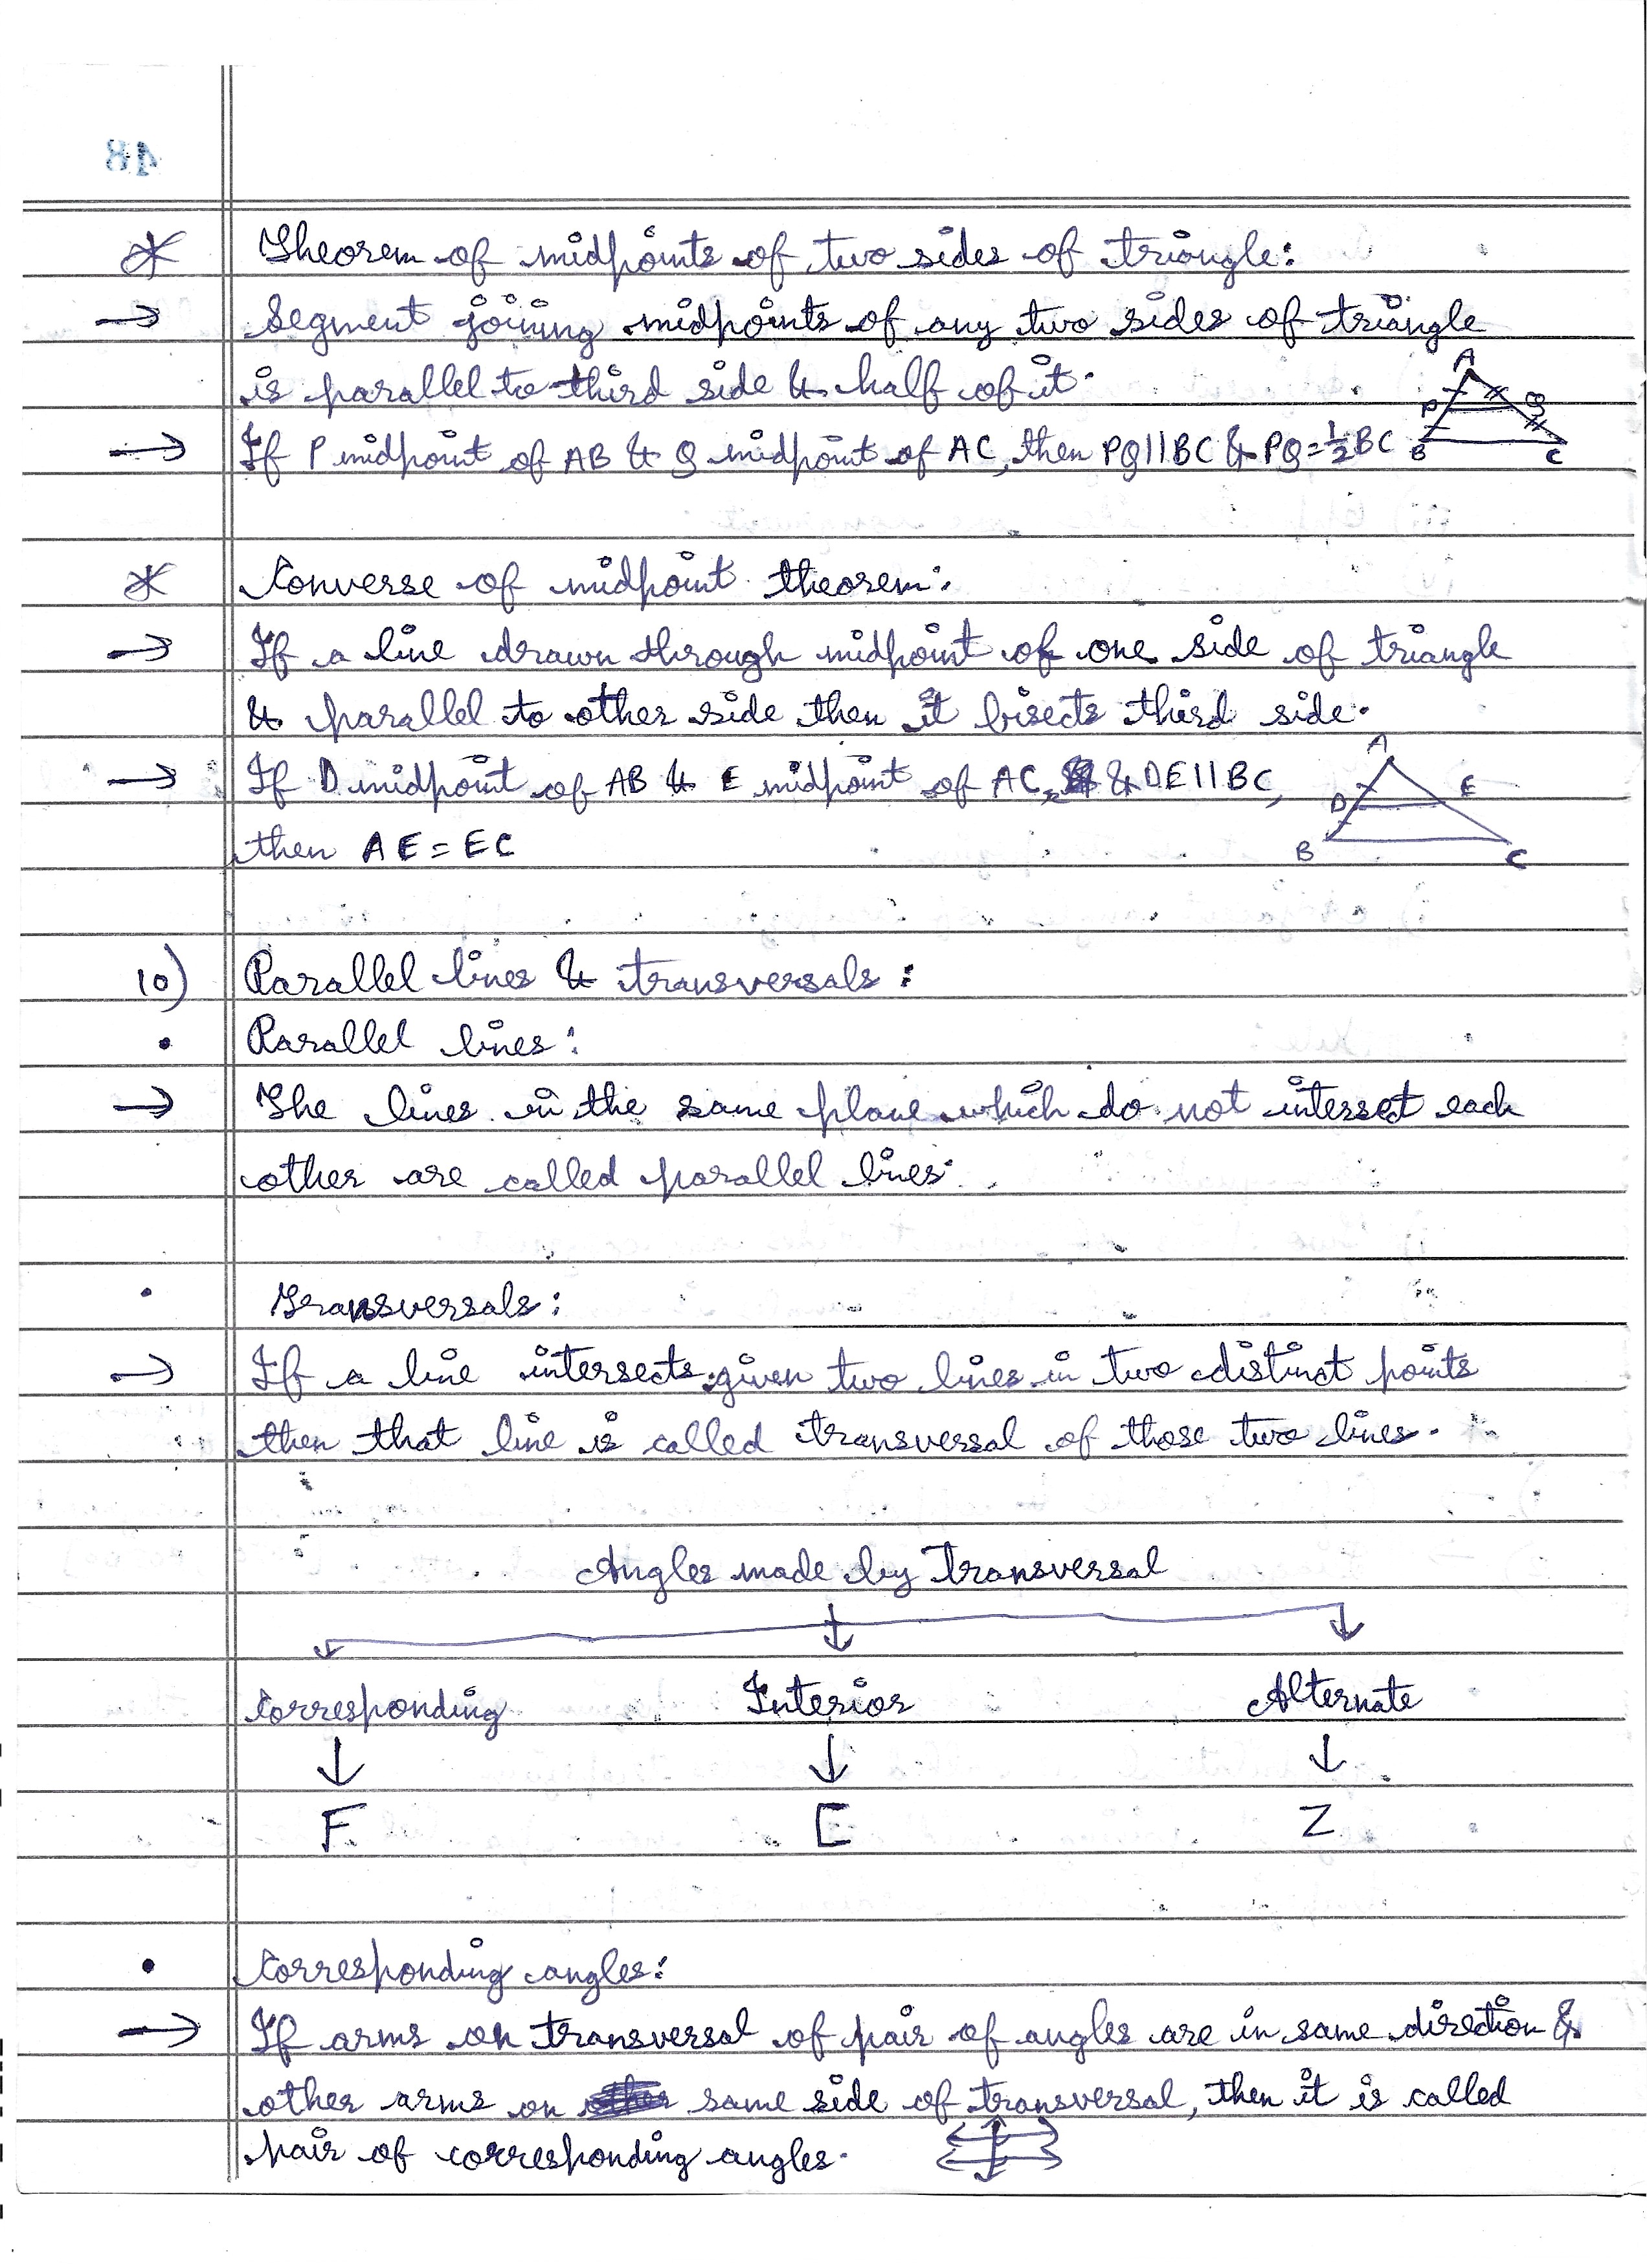 48
* Theorem of midpoints of two sides of triangle:
→ Segment joining midpoints of any two sides of triangle
is parallel to third side & half of it.
→ If P midpoint of AB & Q midpoint of AC, then PQ||BC & PQ=½BC
A
P Q
B C
* Converse of midpoint theorem:
→ If a line drawn through midpoint of one side of triangle
& parallel to other side then it bisects third side.
→ If D midpoint of AB & E midpoint of AC, & DE||BC,
then AE=EC
A
D E
B C
10) Parallel lines & transversals:
• Parallel lines:
→ The lines in the same plane which do not intersect each
other are called parallel lines.
• Transversals:
→ If a line intersects given two lines in two distinct points
then that line is called transversal of those two lines.
Angles made by transversal
↓ ↓ ↓
Corresponding Interior Alternate
↓ ↓ ↓
F [ Z
• Corresponding angles:
→ If arms on transversal of pair of angles are in same direction &
other arms on same side of transversal, then it is called
pair of corresponding angles.